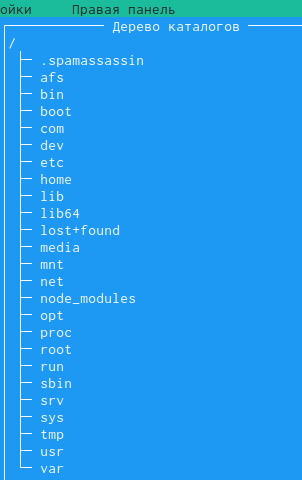 ойки Правая панель
Дерево каталогов
/
.spamassassin
afs
bin
boot
com
dev
etc
home
lib
lib64
lost+found
media
mnt
net
node_modules
opt
proc
root
run
sbin
srv
sys
tmp
usr
var